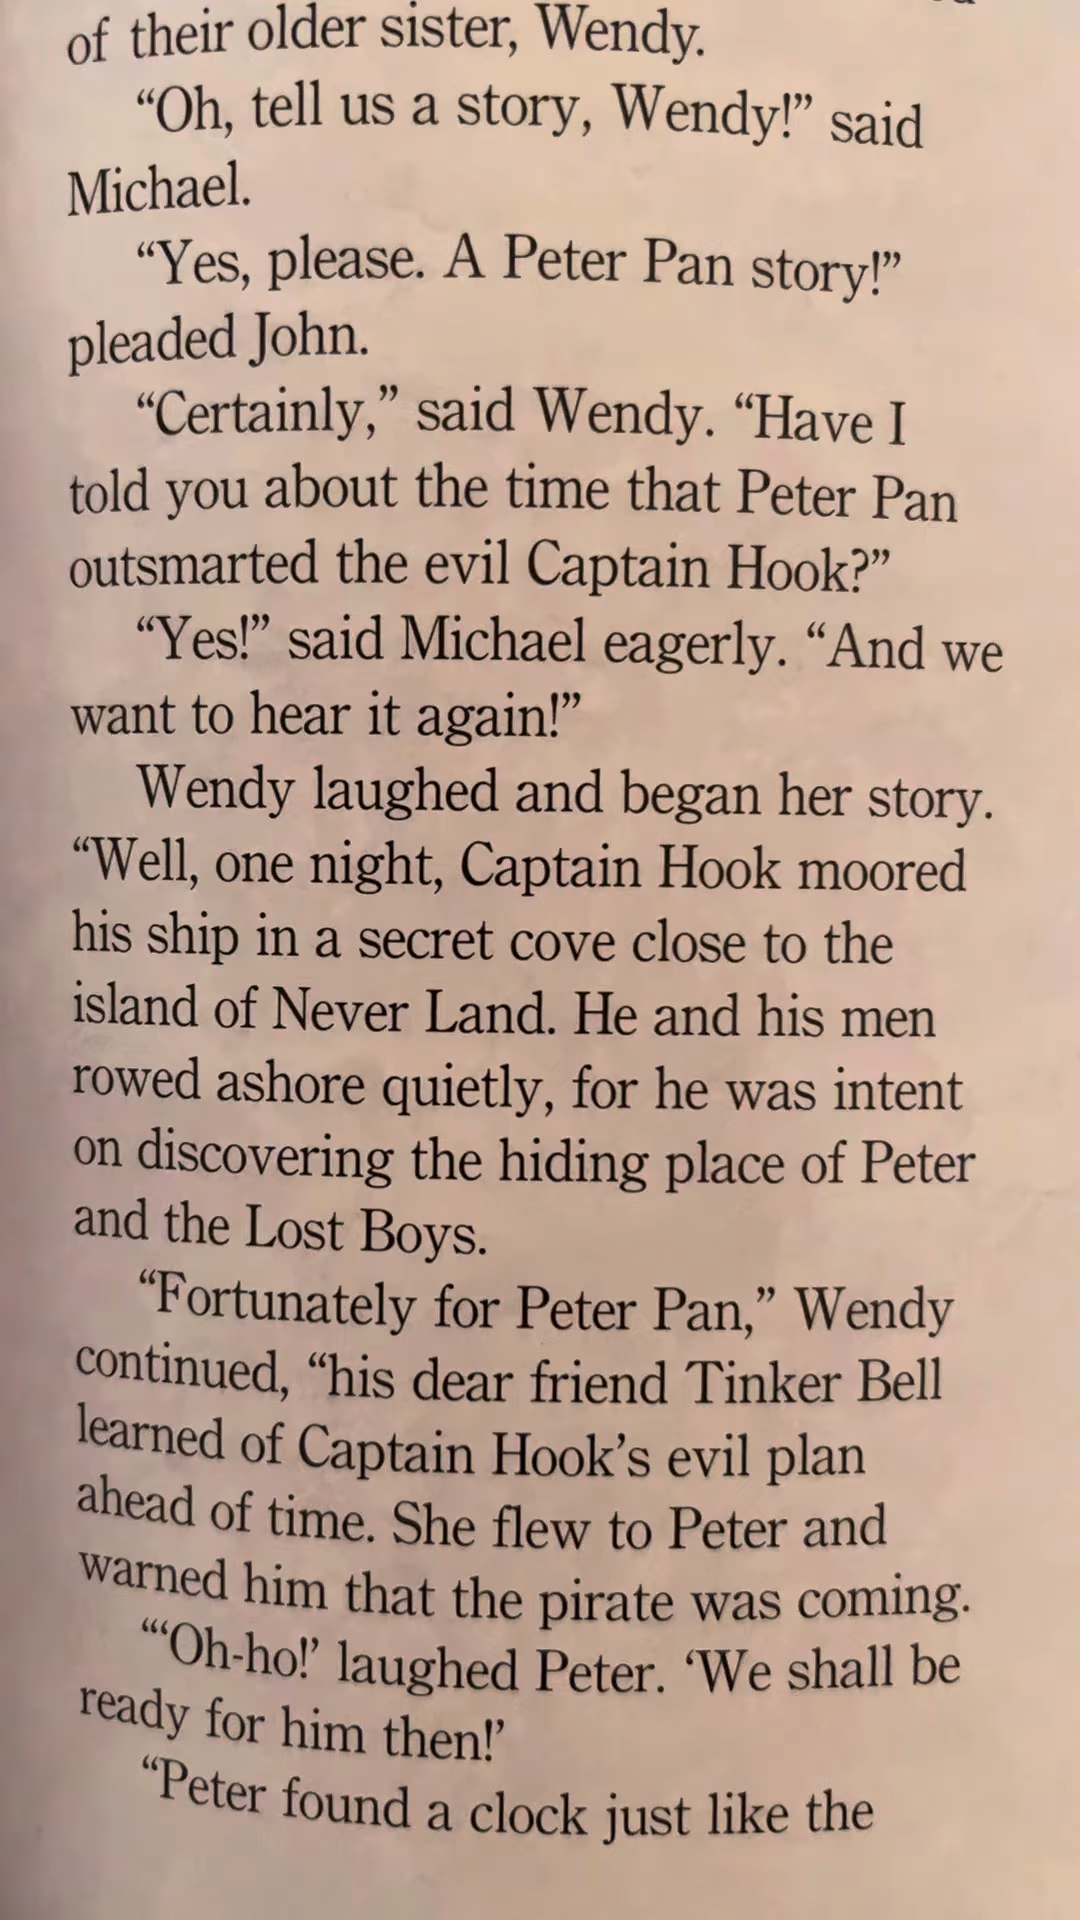 of their older sister, Wendy.
“Oh, tell us a story, Wendy!” said
Michael.
“Yes, please. A Peter Pan story!”
pleaded John.
“Certainly,” said Wendy. “Have I
told you about the time that Peter Pan
outsmarted the evil Captain Hook?”
“Yes!” said Michael eagerly. “And we
want to hear it again!”
Wendy laughed and began her story.
“Well, one night, Captain Hook moored
his ship in a secret cove close to the
island of Never Land. He and his men
rowed ashore quietly, for he was intent
on discovering the hiding place of Peter
and the Lost Boys.
“Fortunately for Peter Pan,” Wendy
continued, “his dear friend Tinker Bell
learned of Captain Hook’s evil plan
ahead of time. She flew to Peter and
warned him that the pirate was coming.
“‘Oh-ho!’ laughed Peter. ‘We shall be
ready for him then!’
“Peter found a clock just like the